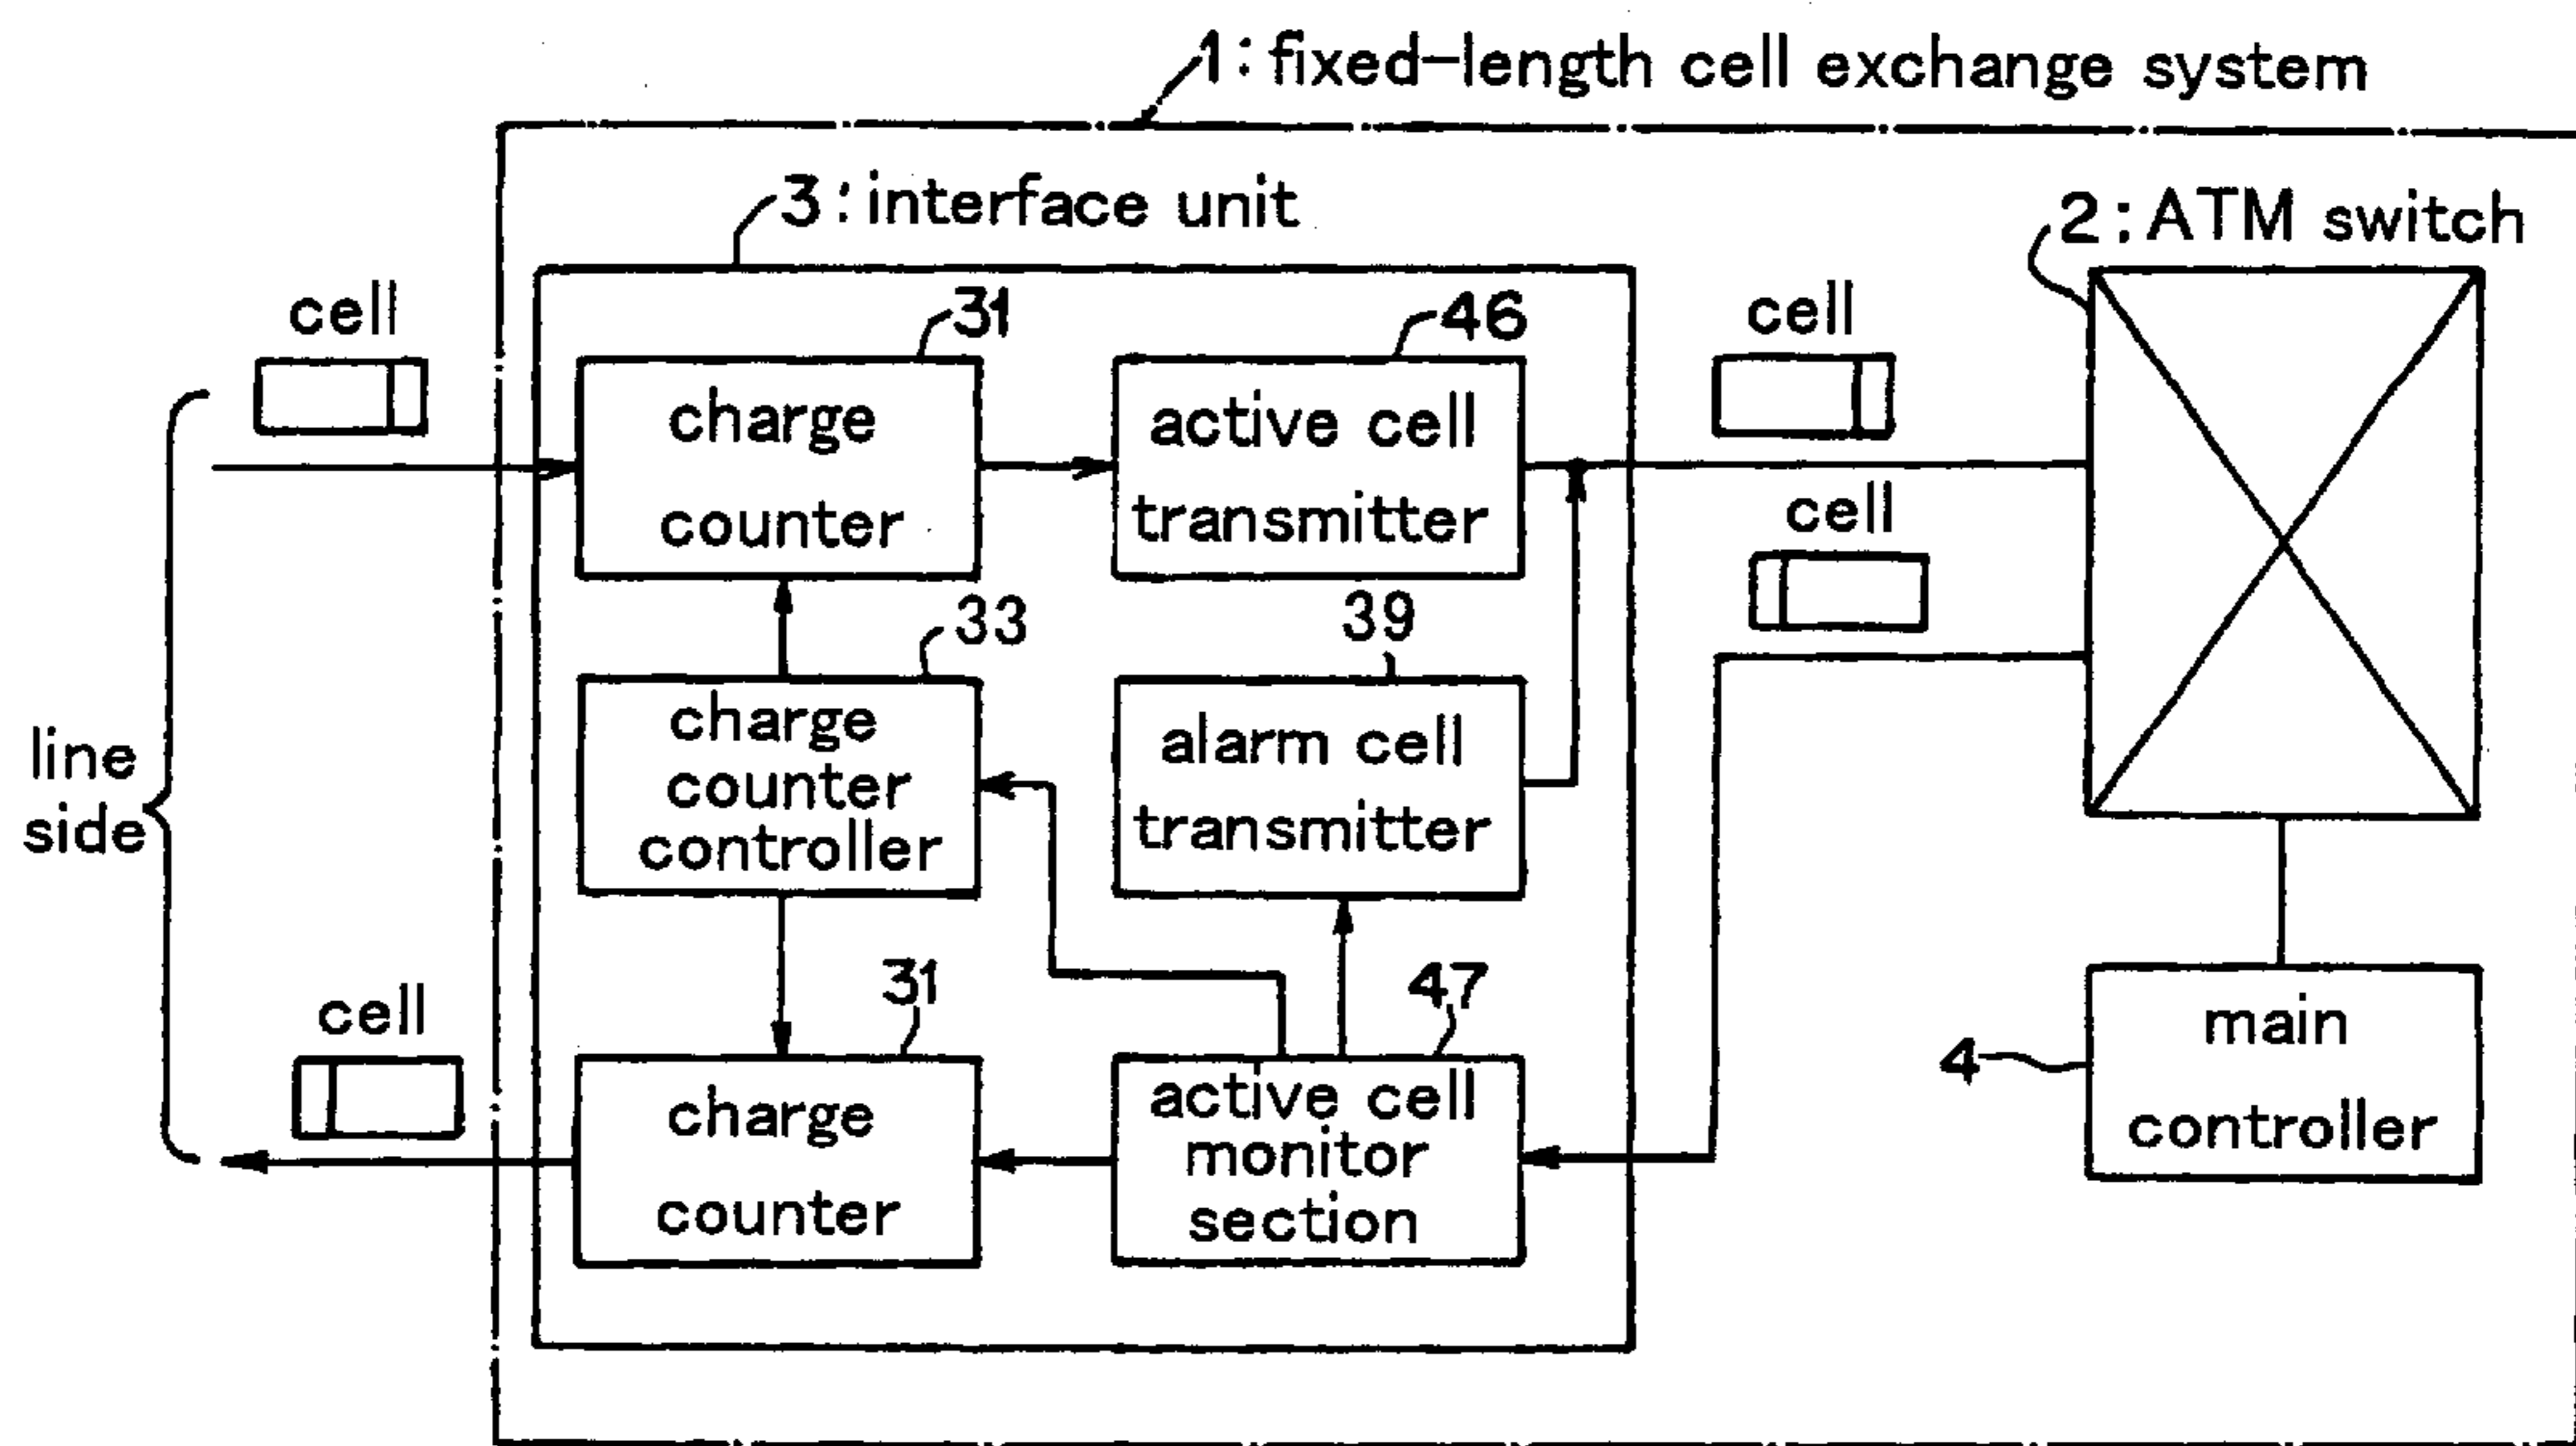 1: fixed-length cell exchange system
3: interface unit
2: ATM switch
cell
31
46
cell
charge
counter
active cell
transmitter
cell
33
39
charge
counter
controller
alarm cell
transmitter
line
side
31
47
cell
charge
counter
active cell
monitor
section
4
main
controller